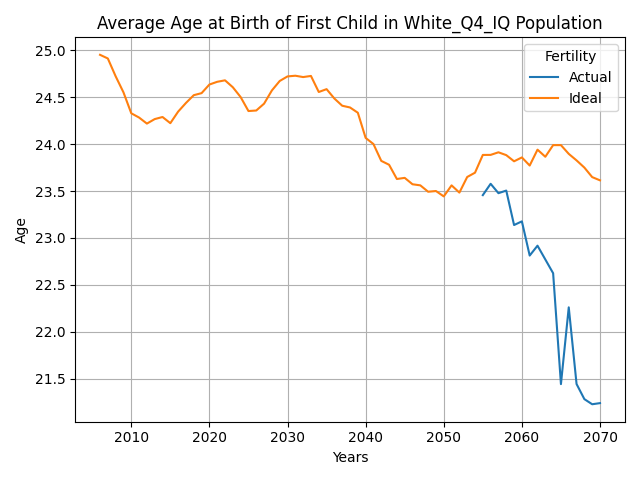 Average Age at Birth of First Child in White_Q4_IQ Population
Fertility
Actual
Ideal
Age
25.0
24.5
24.0
23.5
23.0
22.5
22.0
21.5
2010
2020
2030
2040
2050
2060
2070
Years